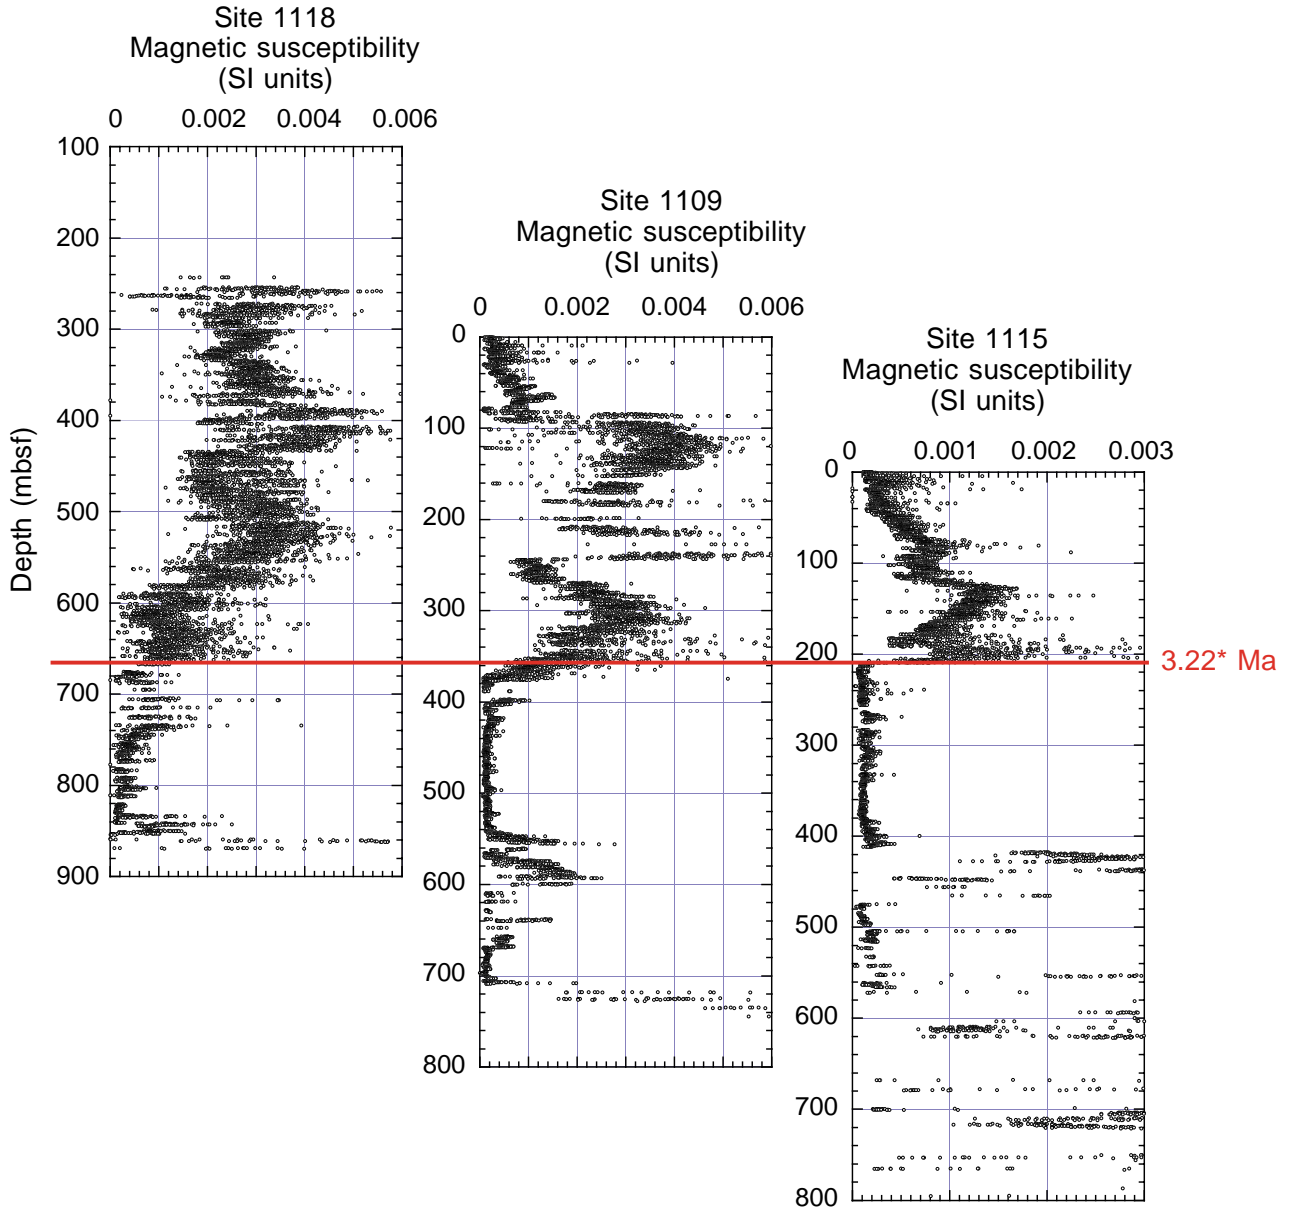 Site 1118
Magnetic susceptibility
(SI units)
0 0.002 0.004 0.006
100
200
300
400
500
600
700
800
900
Depth (mbsf)
Site 1109
Magnetic susceptibility
(SI units)
0 0.002 0.004 0.006
0
100
200
300
400
500
600
700
800
Site 1115
Magnetic susceptibility
(SI units)
0 0.001 0.002 0.003
0
100
200
300
400
500
600
700
800
3.22* Ma